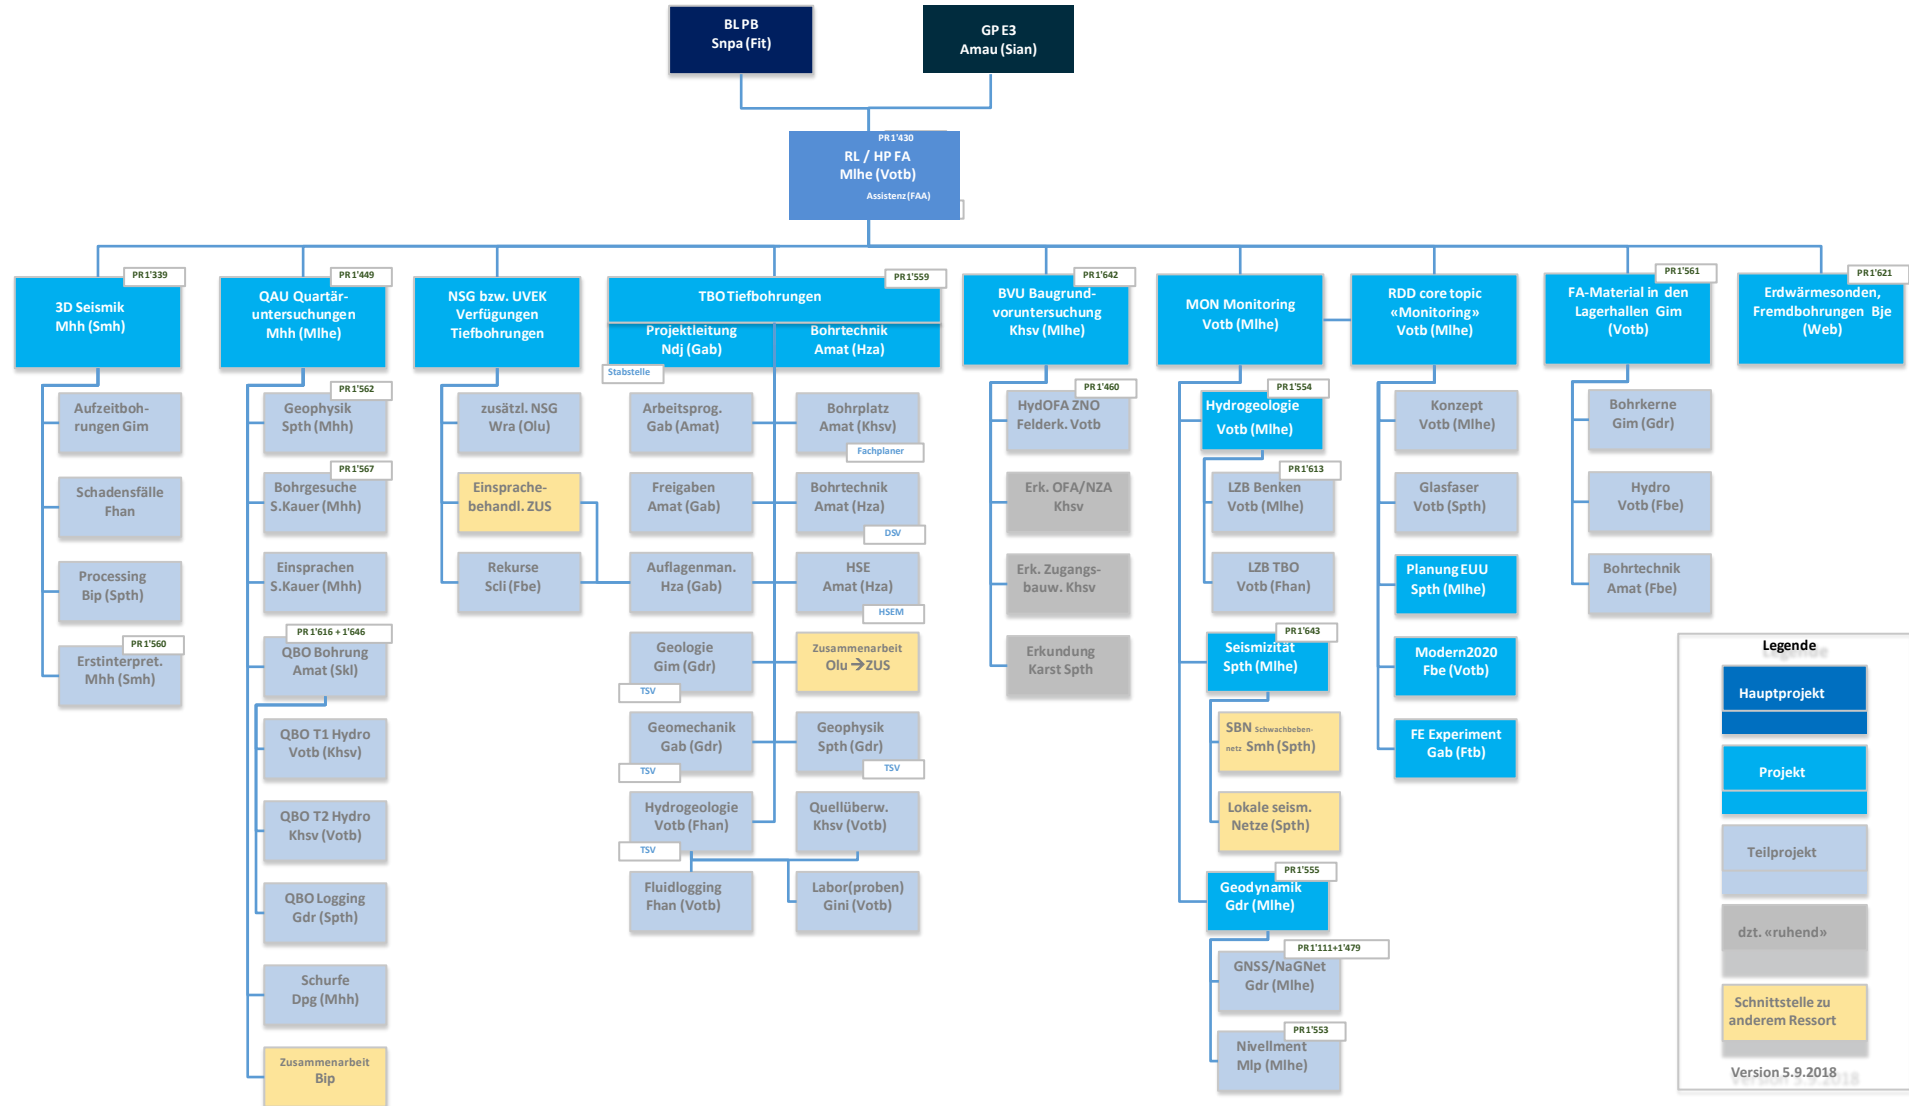 BL PB
Snpa (Fit)
GP E3
Amau (Sian)
PR1'430
RL / HP FA
Mlhe (Votb)
Assistenz (FAA)
PR1'339
3D Seismik
Mhh (Smh)
Aufzeitboh-
rungen Gim
Schadensfälle
Fhan
Processing
Bip (Spth)
PR1'560
Erstinterpret.
Mhh (Smh)
PR1'449
QAU Quartär-
untersuchungen
Mhh (Mlhe)
PR1'562
Geophysik
Spth (Mhh)
PR1'567
Bohrgesuche
S.Kauer (Mhh)
Einsprachen
S.Kauer (Mhh)
PR1'616 + 1'646
QBO Bohrung
Amat (Skl)
QBO T1 Hydro
Votb (Khsv)
QBO T2 Hydro
Khsv (Votb)
QBO Logging
Gdr (Spth)
Schurfe
Dpg (Mhh)
Zusammenarbeit
Bip
NSG bzw. UVEK
Verfügungen
Tiefbohrungen
zusätzl. NSG
Wra (Olu)
Einsprache-
behandl. ZUS
Rekurse
Scli (Fbe)
PR1'559
TBO Tiefbohrungen
Projektleitung
Ndj (Gab)
Bohrtechnik
Amat (Hza)
Stabstelle
Arbeitsprog.
Gab (Amat)
Bohrplatz
Amat (Khsv)
Fachplaner
Freigaben
Amat (Gab)
Bohrtechnik
Amat (Hza)
DSV
Auflagenman.
Hza (Gab)
HSE
Amat (Hza)
HSEM
Geologie
Gim (Gdr)
TSV
Zusammenarbeit
Olu → ZUS
Geomechanik
Gab (Gdr)
TSV
Geophysik
Spth (Gdr)
TSV
Hydrogeologie
Votb (Fhan)
TSV
Quellüberw.
Khsv (Votb)
Fluidlogging
Fhan (Votb)
Labor(proben)
Gini (Votb)
PR1'642
BVU Baugrund-
voruntersuchung
Khsv (Mlhe)
PR1'460
HydOFA ZNO
Felderk. Votb
Erk. OFA/NZA
Khsv
Erk. Zugangs-
bauw. Khsv
Erkundung
Karst Spth
MON Monitoring
Votb (Mlhe)
PR1'554
Hydrogeologie
Votb (Mlhe)
PR1'613
LZB Benken
Votb (Mlhe)
LZB TBO
Votb (Fhan)
PR1'643
Seismizität
Spth (Mlhe)
SBN Schwachbeben-
netz Smh (Spth)
Lokale seism.
Netze (Spth)
PR1'555
Geodynamik
Gdr (Mlhe)
PR1'111+1'479
GNSS/NaGNet
Gdr (Mlhe)
PR1'553
Nivellment
Mlp (Mlhe)
RDD core topic
«Monitoring»
Votb (Mlhe)
Konzept
Votb (Mlhe)
Glasfaser
Votb (Spth)
Planung EUU
Spth (Mlhe)
Modern2020
Fbe (Votb)
FE Experiment
Gab (Ftb)
PR1'561
FA-Material in den
Lagerhallen Gim
(Votb)
Bohrkerne
Gim (Gdr)
Hydro
Votb (Fbe)
Bohrtechnik
Amat (Fbe)
PR1'621
Erdwärmesonden,
Fremdbohrungen Bje
(Web)
Legende
Hauptprojekt
Projekt
Teilprojekt
dzt. «ruhend»
Schnittstelle zu
anderem Ressort
Version 5.9.2018